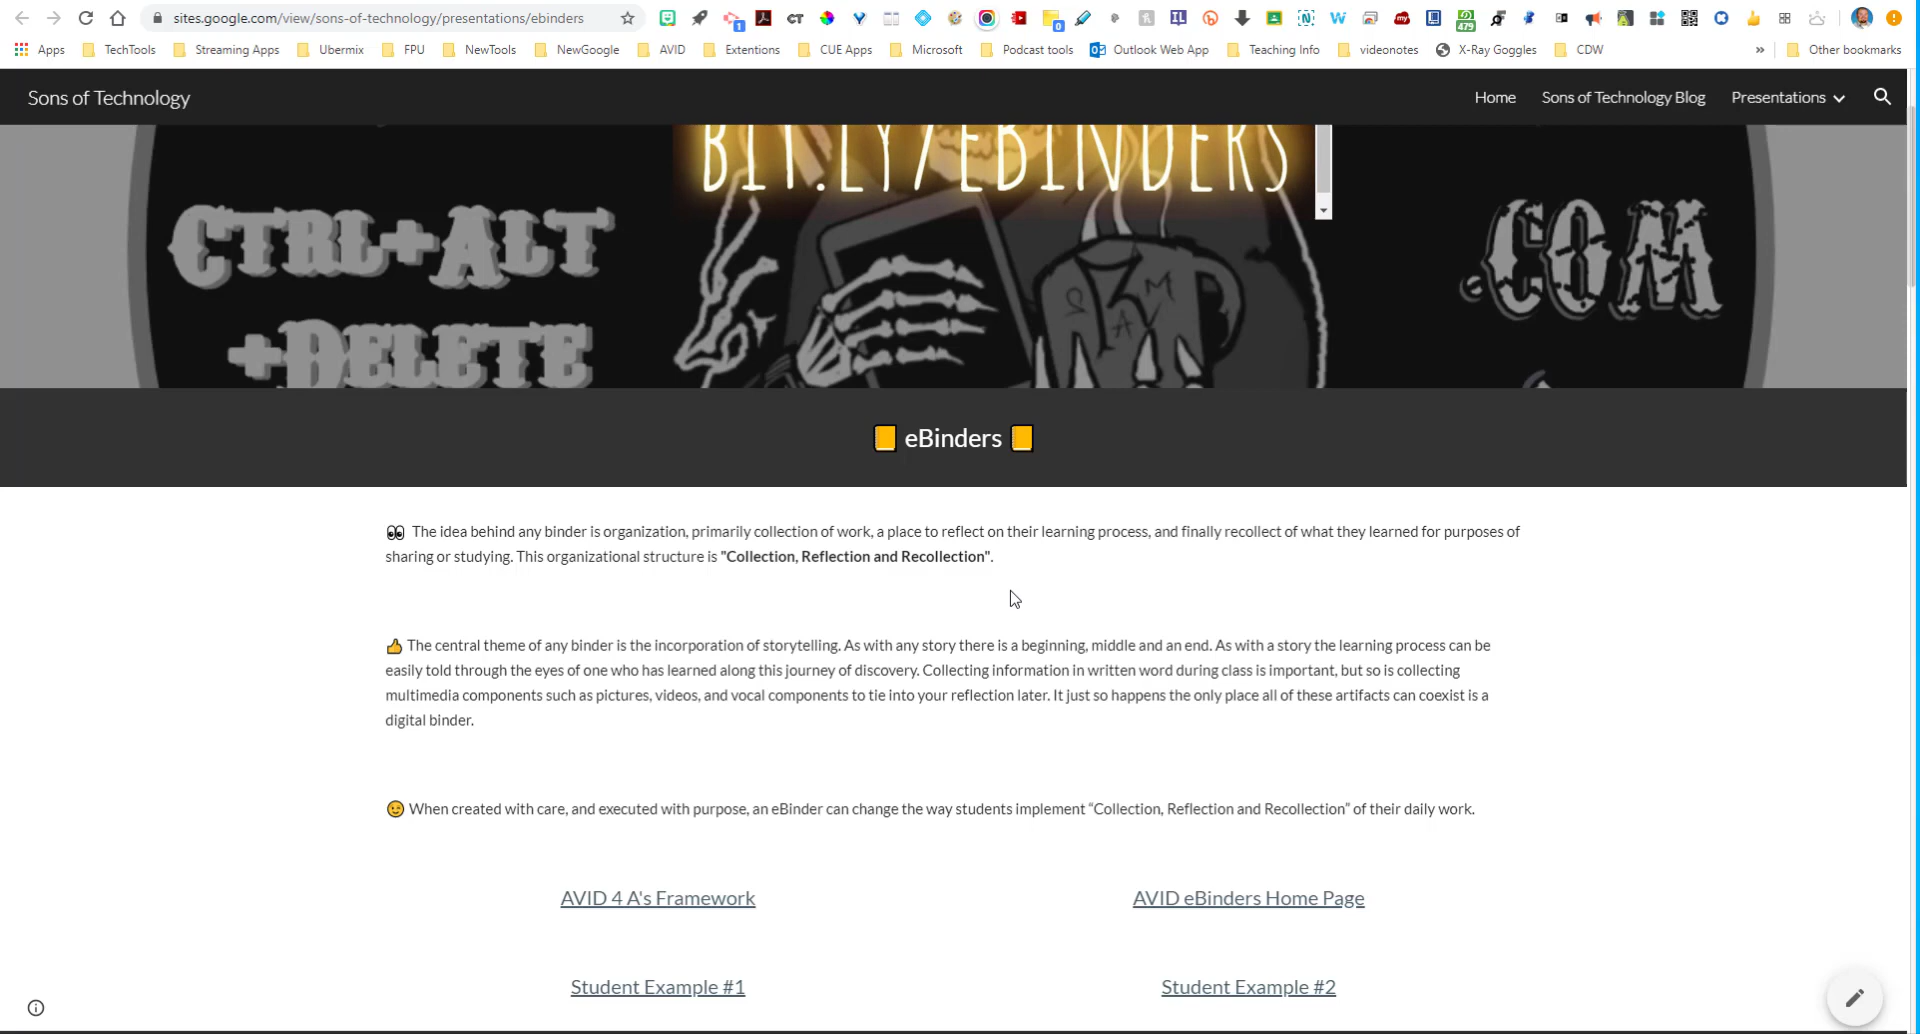 sites.google.com/view/sons-of-technology/presentations/ebinders
Apps TechTools Streaming Apps Ubermix FPU NewTools NewGoogle AVID Extentions CUE Apps Microsoft Podcast tools Outlook Web App Teaching Info videonotes X-Ray Goggles CDW » Other bookmarks
Sons of Technology
Home Sons of Technology Blog Presentations
BIT.LY/EBINDERS
CTRL+ALT
+DELETE
.COM
eBinders
The idea behind any binder is organization, primarily collection of work, a place to reflect on their learning process, and finally recollect of what they learned for purposes of
sharing or studying. This organizational structure is "Collection, Reflection and Recollection".
The central theme of any binder is the incorporation of storytelling. As with any story there is a beginning, middle and an end. As with a story the learning process can be
easily told through the eyes of one who has learned along this journey of discovery. Collecting information in written word during class is important, but so is collecting
multimedia components such as pictures, videos, and vocal components to tie into your reflection later. It just so happens the only place all of these artifacts can coexist is a
digital binder.
When created with care, and executed with purpose, an eBinder can change the way students implement “Collection, Reflection and Recollection” of their daily work.
AVID 4 A's Framework
AVID eBinders Home Page
Student Example #1
Student Example #2